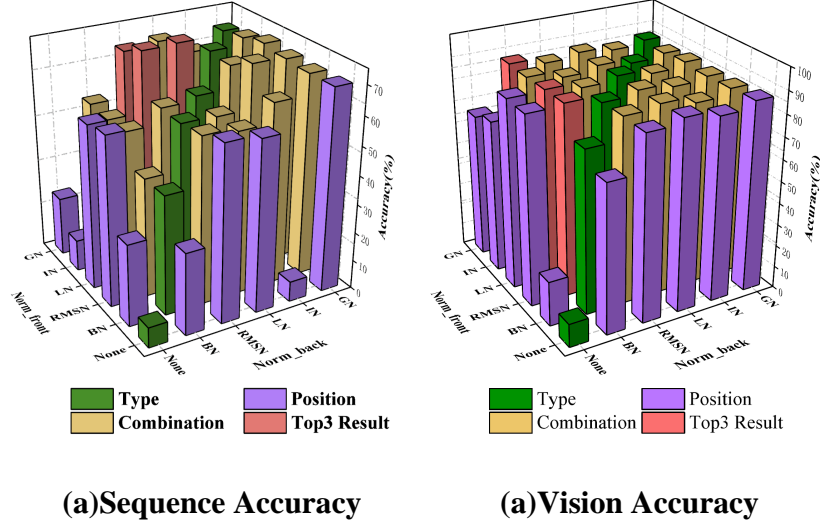 70
60
50
40
30
20
10
0
Accuracy(%)
GN
IN
LN
RMSN
BN
None
Norm_front
None
BN
RMSN
LN
IN
GN
Norm_back
Type
Position
Combination
Top3 Result
(a)Sequence Accuracy
100
90
80
70
60
50
40
30
20
10
0
Accuracy(%)
GN
IN
LN
RMSN
BN
None
Norm_front
None
BN
RMSN
LN
IN
GN
Norm_back
Type
Position
Combination
Top3 Result
(a)Vision Accuracy